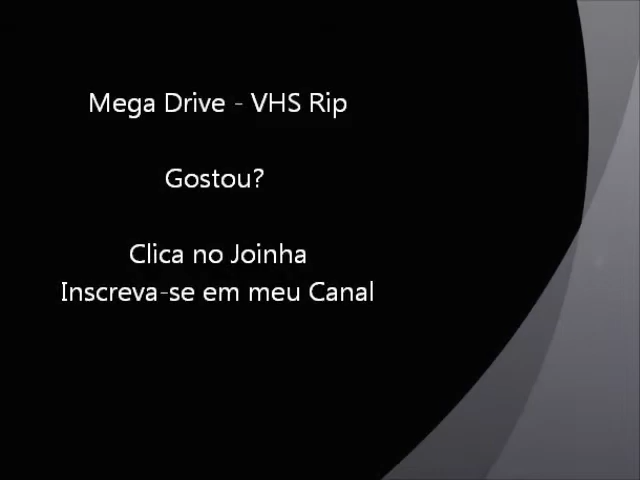 Mega Drive - VHS Rip
Gostou?
Clica no Joinha
Inscreva-se em meu Canal